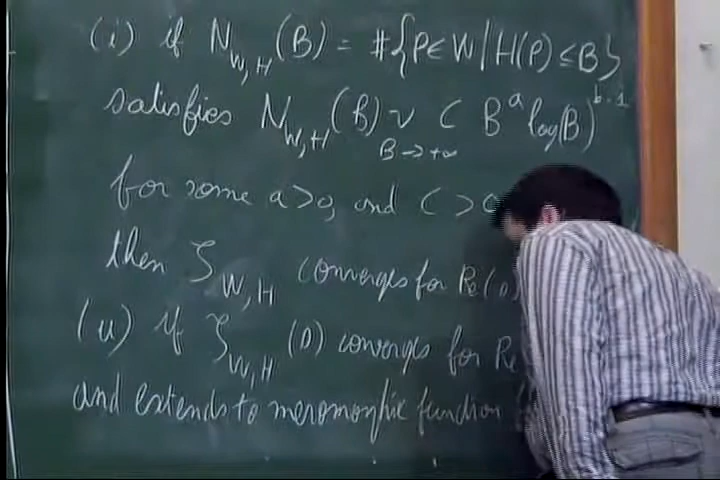 (i) if N_{W,H}(B) = #{P∈W | H(P) ≤ B}
satisfies N_{W,H}(B) ~_{B→+∞} C B^a log(B)^{b-1}
for some a>0, and C>0
then ζ_{W,H} converges for Re(s)
(ii) if ζ_{W,H}(s) converges for Re
and extends to meromorphic function